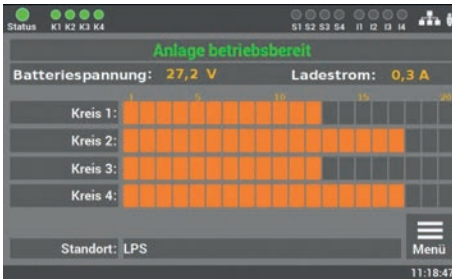 Status K1 K2 K3 K4 S1 S2 S3 S4 I1 I2 I3 I4
Anlage betriebsbereit
Batteriespannung: 27,2 V Ladestrom: 0,3 A
1 5 10 15 20
Kreis 1:
Kreis 2:
Kreis 3:
Kreis 4:
Standort: LPS
Menü
11:18:47